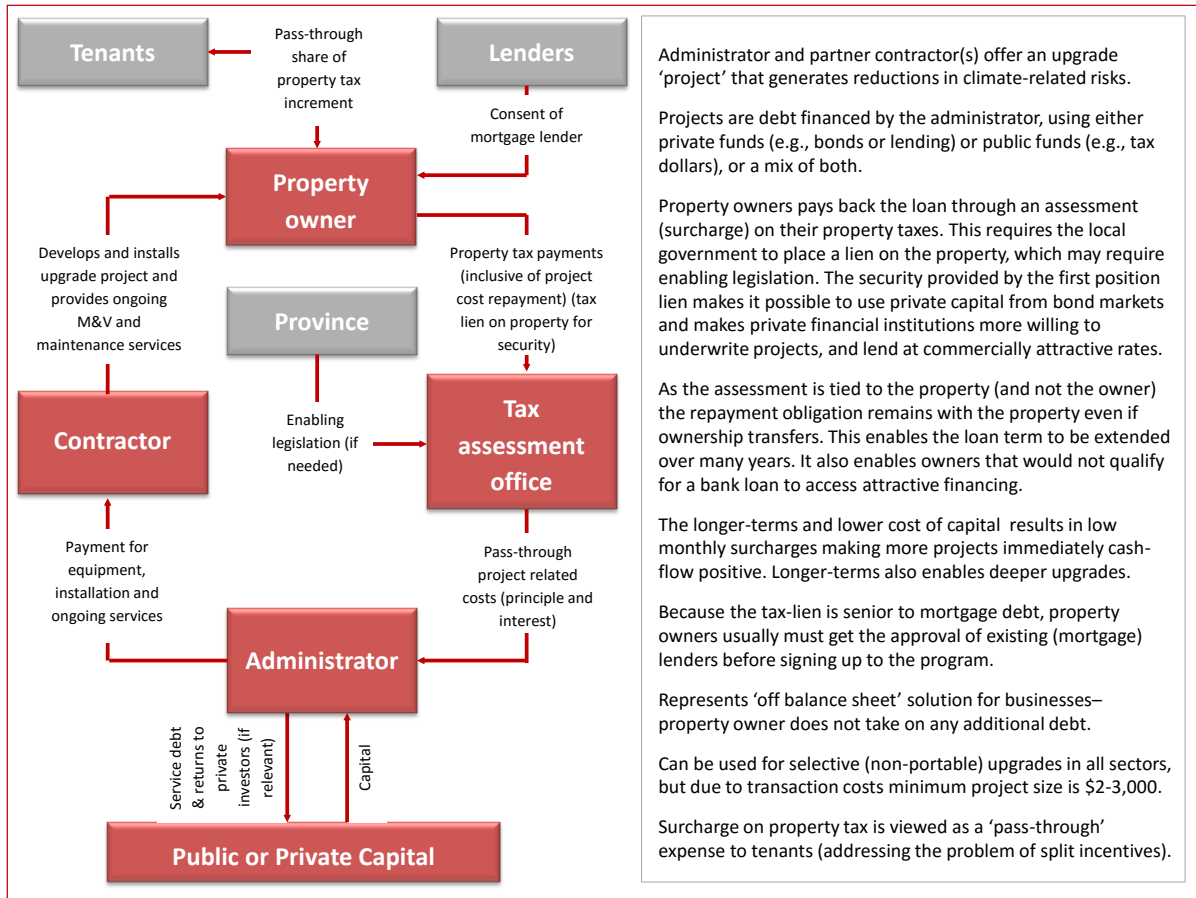 Tenants
Pass-through
share of
property tax
increment
Lenders
Consent of
mortgage lender
Property
owner
Develops and installs
upgrade project and
provides ongoing
M&V and
maintenance services
Property tax payments
(inclusive of project
cost repayment) (tax
lien on property for
security)
Province
Enabling
legislation (if
needed)
Contractor
Tax
assessment
office
Payment for
equipment,
installation and
ongoing services
Pass-through
project related
costs (principle and
interest)
Administrator
Service debt
& returns to
private
investors (if
relevant)
Capital
Public or Private Capital
Administrator and partner contractor(s) offer an upgrade
‘project’ that generates reductions in climate-related risks.
Projects are debt financed by the administrator, using either
private funds (e.g., bonds or lending) or public funds (e.g., tax
dollars), or a mix of both.
Property owners pays back the loan through an assessment
(surcharge) on their property taxes. This requires the local
government to place a lien on the property, which may require
enabling legislation. The security provided by the first position
lien makes it possible to use private capital from bond markets
and makes private financial institutions more willing to
underwrite projects, and lend at commercially attractive rates.
As the assessment is tied to the property (and not the owner)
the repayment obligation remains with the property even if
ownership transfers. This enables the loan term to be extended
over many years. It also enables owners that would not qualify
for a bank loan to access attractive financing.
The longer-terms and lower cost of capital results in low
monthly surcharges making more projects immediately cash-
flow positive. Longer-terms also enables deeper upgrades.
Because the tax-lien is senior to mortgage debt, property
owners usually must get the approval of existing (mortgage)
lenders before signing up to the program.
Represents ‘off balance sheet’ solution for businesses–
property owner does not take on any additional debt.
Can be used for selective (non-portable) upgrades in all sectors,
but due to transaction costs minimum project size is $2-3,000.
Surcharge on property tax is viewed as a ‘pass-through’
expense to tenants (addressing the problem of split incentives).